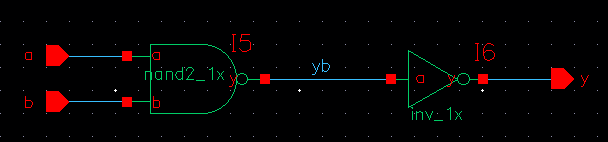 I5
a a
nand2_1x y
b b
yb
I6
a y
inv_1x
y